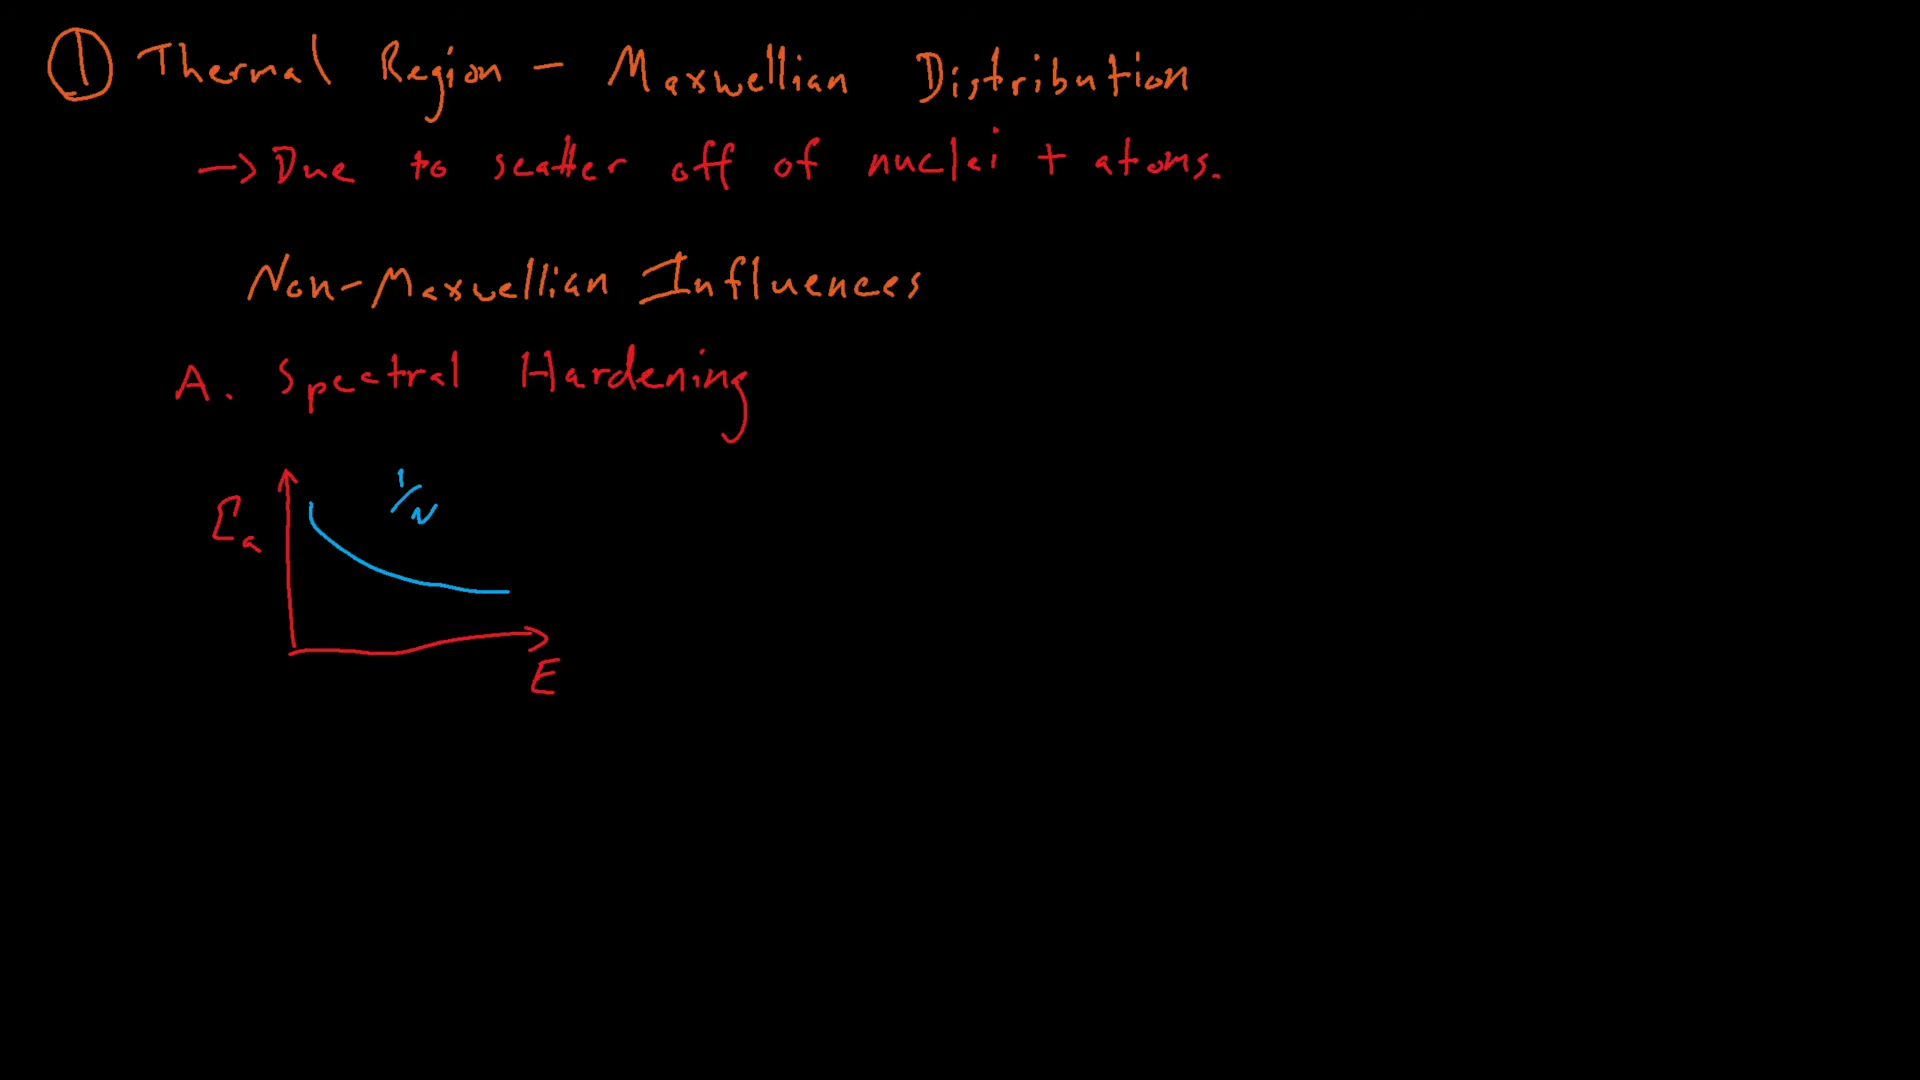 ① Thermal Region - Maxwellian Distribution
→ Due to scatter off of nuclei + atoms.
Non-Maxwellian Influences
A. Spectral Hardening
1/v
Σa
E